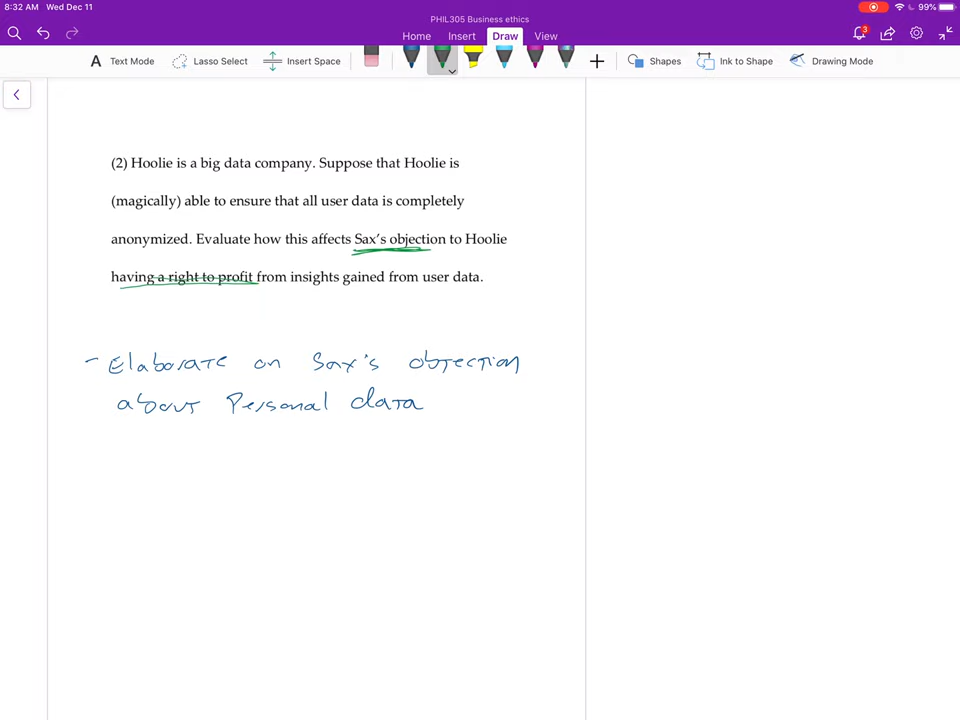 8:32 AM Wed Dec 11
99%
PHIL305 Business ethics
Home Insert Draw View
3
A Text Mode Lasso Select Insert Space Shapes Ink to Shape Drawing Mode
(2) Hoolie is a big data company. Suppose that Hoolie is
(magically) able to ensure that all user data is completely
anonymized. Evaluate how this affects Sax's objection to Hoolie
having a right to profit from insights gained from user data.
- Elaborate on Sax's objection
about Personal data